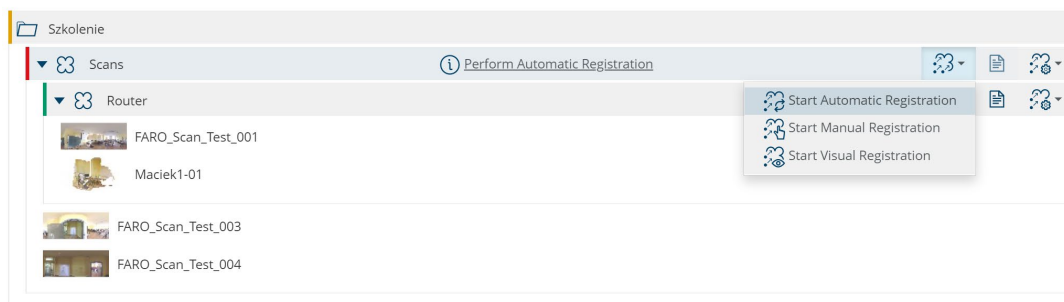 Szkolenie
Scans
Perform Automatic Registration
Router
Start Automatic Registration
FARO_Scan_Test_001
Start Manual Registration
Start Visual Registration
Maciek1-01
FARO_Scan_Test_003
FARO_Scan_Test_004